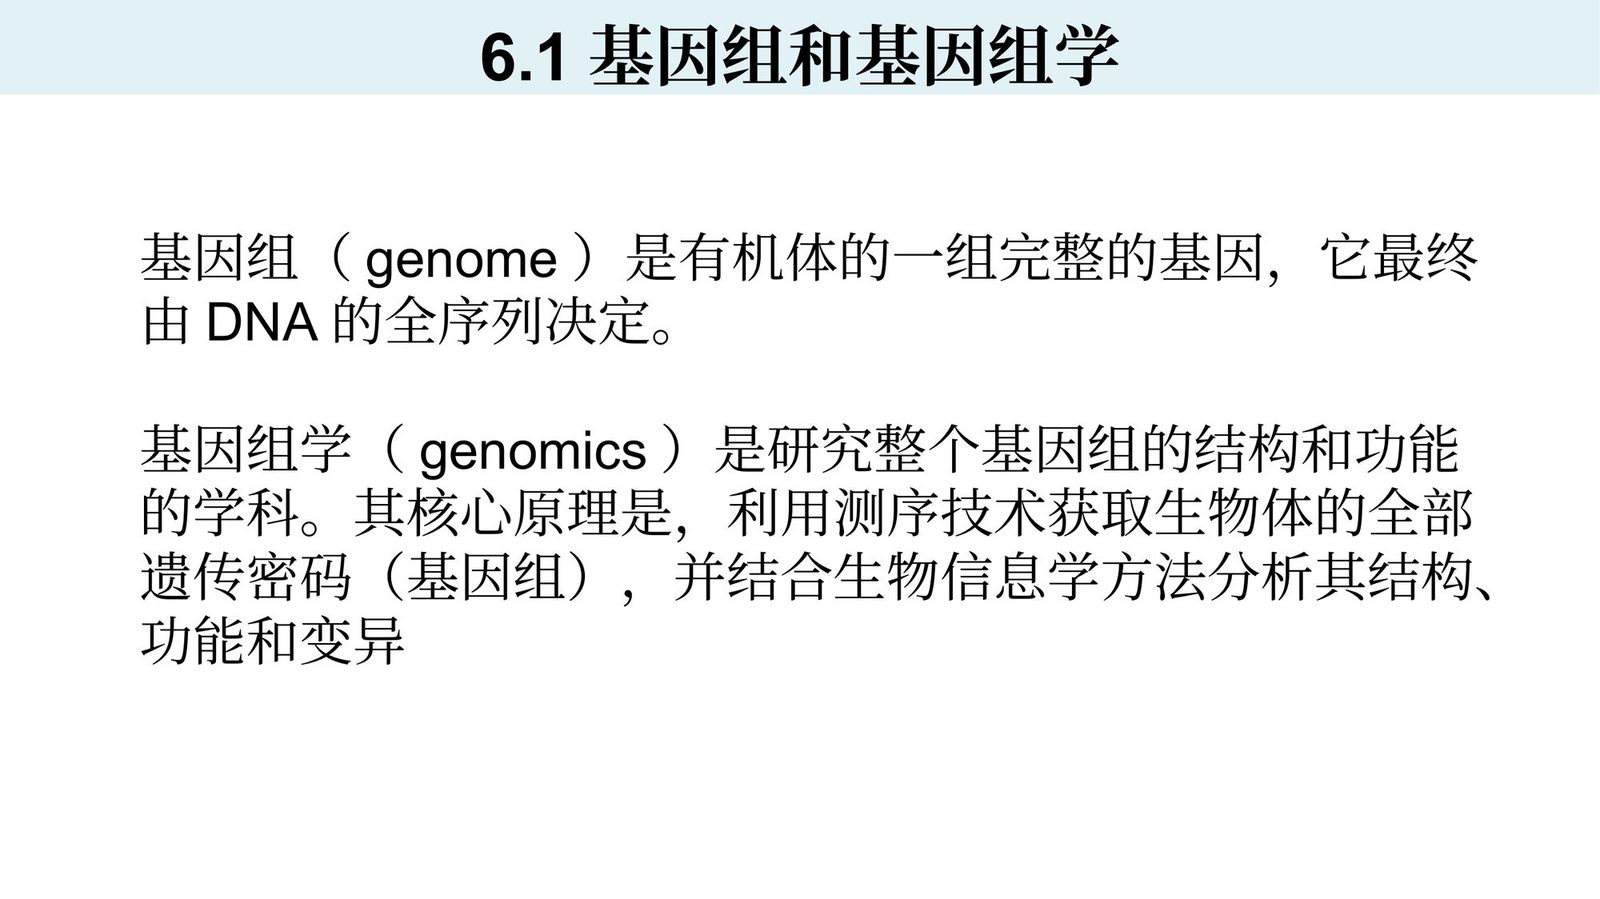 6.1 基因组和基因组学
基因组（ genome ）是有机体的一组完整的基因，它最终
由 DNA 的全序列决定。
基因组学（ genomics ）是研究整个基因组的结构和功能
的学科。其核心原理是，利用测序技术获取生物体的全部
遗传密码（基因组），并结合生物信息学方法分析其结构、
功能和变异